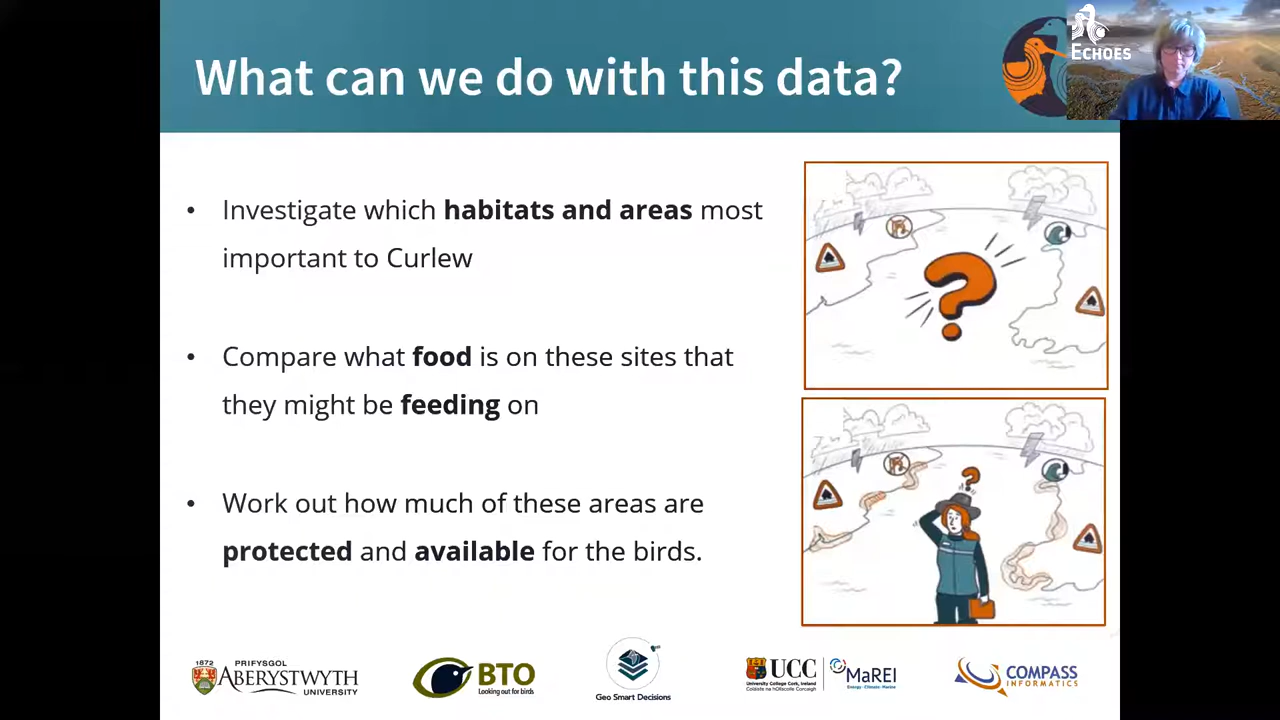 What can we do with this data?
ECHOES
• Investigate which habitats and areas most
important to Curlew
• Compare what food is on these sites that
they might be feeding on
• Work out how much of these areas are
protected and available for the birds.
?
?
1872
PRIFYSGOL
ABERYSTWYTH
UNIVERSITY
BTO
Looking out for birds
Geo Smart Decisions
UCC
University College Cork, Ireland
Coláiste na hOllscoile Corcaigh
MaREI
Energy · Climate · Marine
COMPASS
INFORMATICS